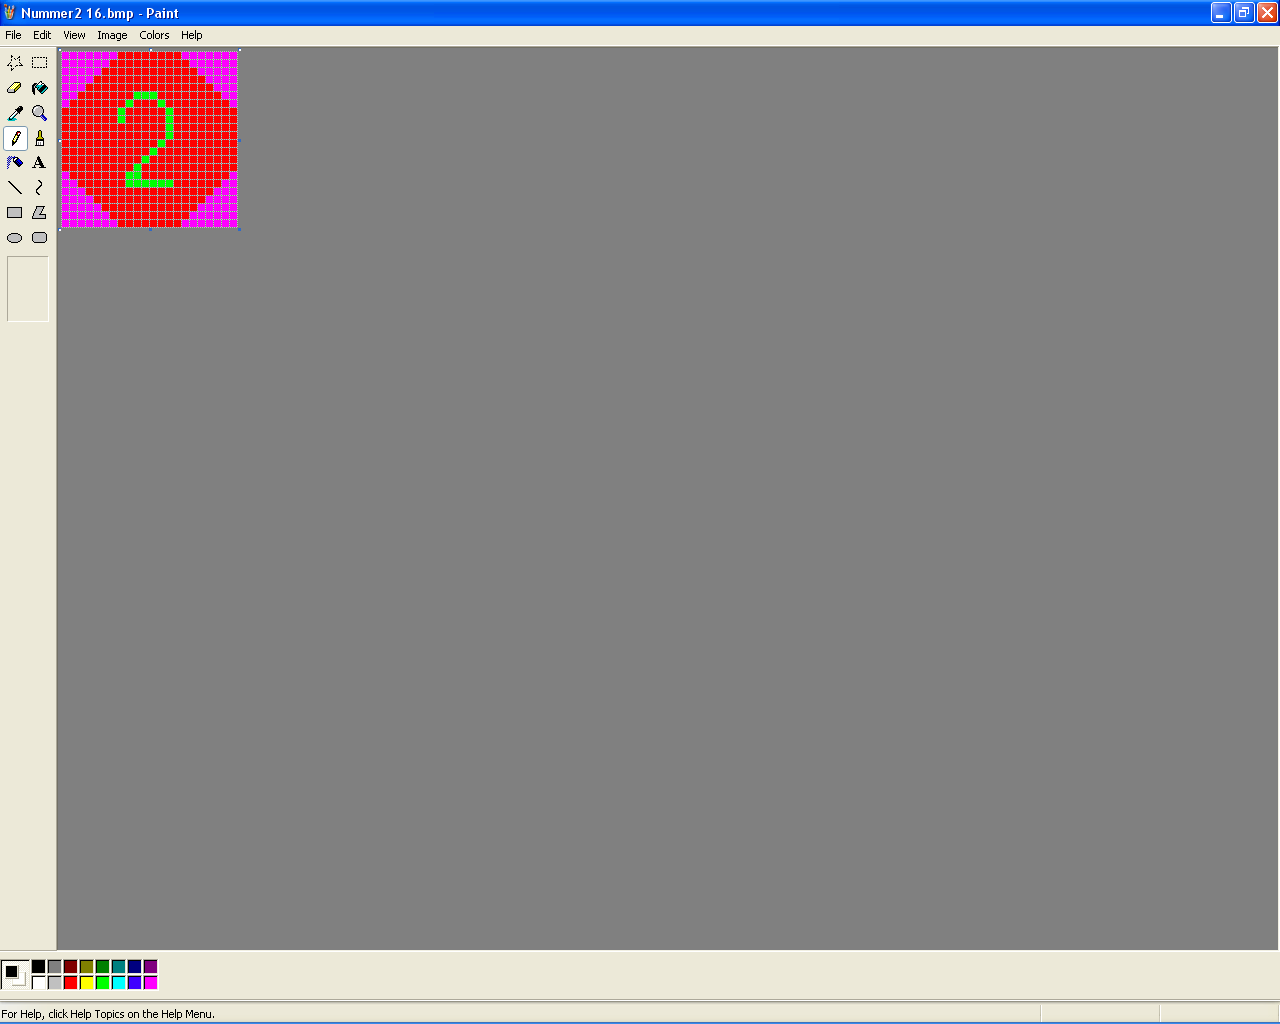 Nummer2 16.bmp - Paint
File Edit View Image Colors Help
2
A
For Help, click Help Topics on the Help Menu.